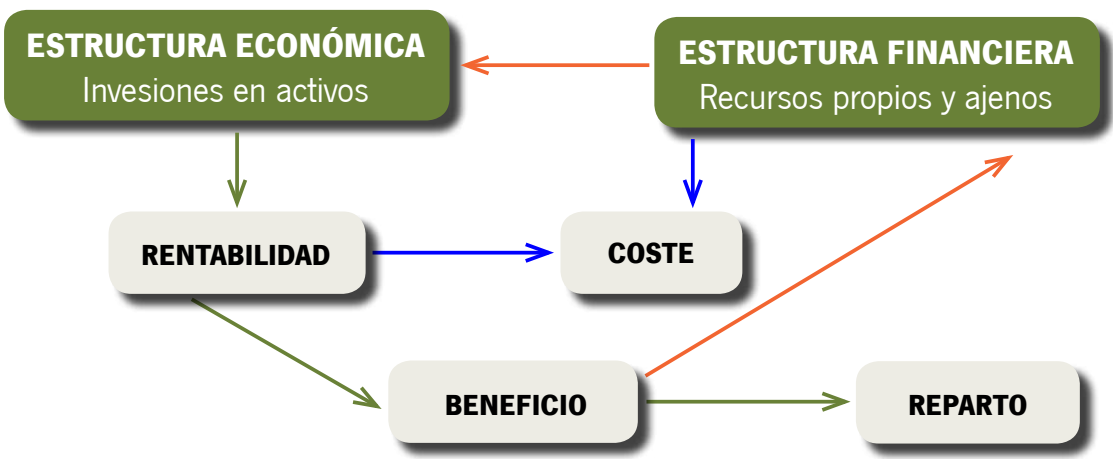 ESTRUCTURA ECONÓMICA
Invesiones en activos
ESTRUCTURA FINANCIERA
Recursos propios y ajenos
RENTABILIDAD
COSTE
BENEFICIO
REPARTO